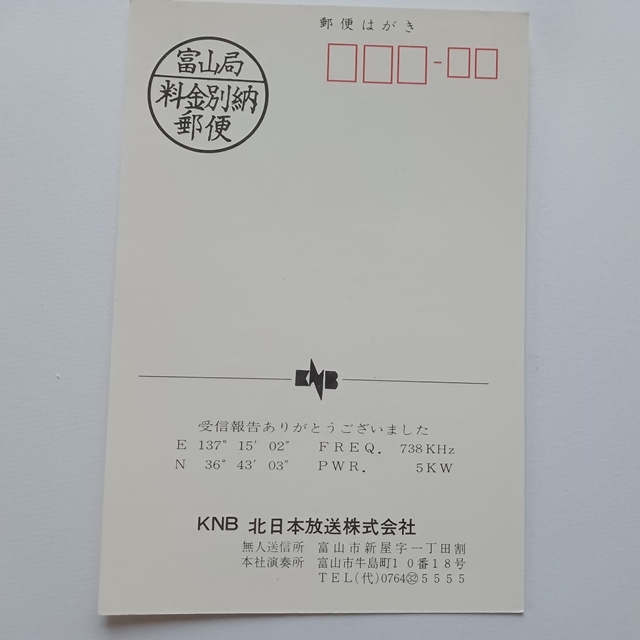 郵便はがき
富山局
料金別納
郵便
KNB
受信報告ありがとうございました
E 137° 15′ 02″ FREQ. 738KHz
N 36° 43′ 03″ PWR. 5KW
KNB 北日本放送株式会社
無人送信所 富山市新屋字一丁田割
本社演奏所 富山市牛島町10番18号
TEL(代)0764㉜5555